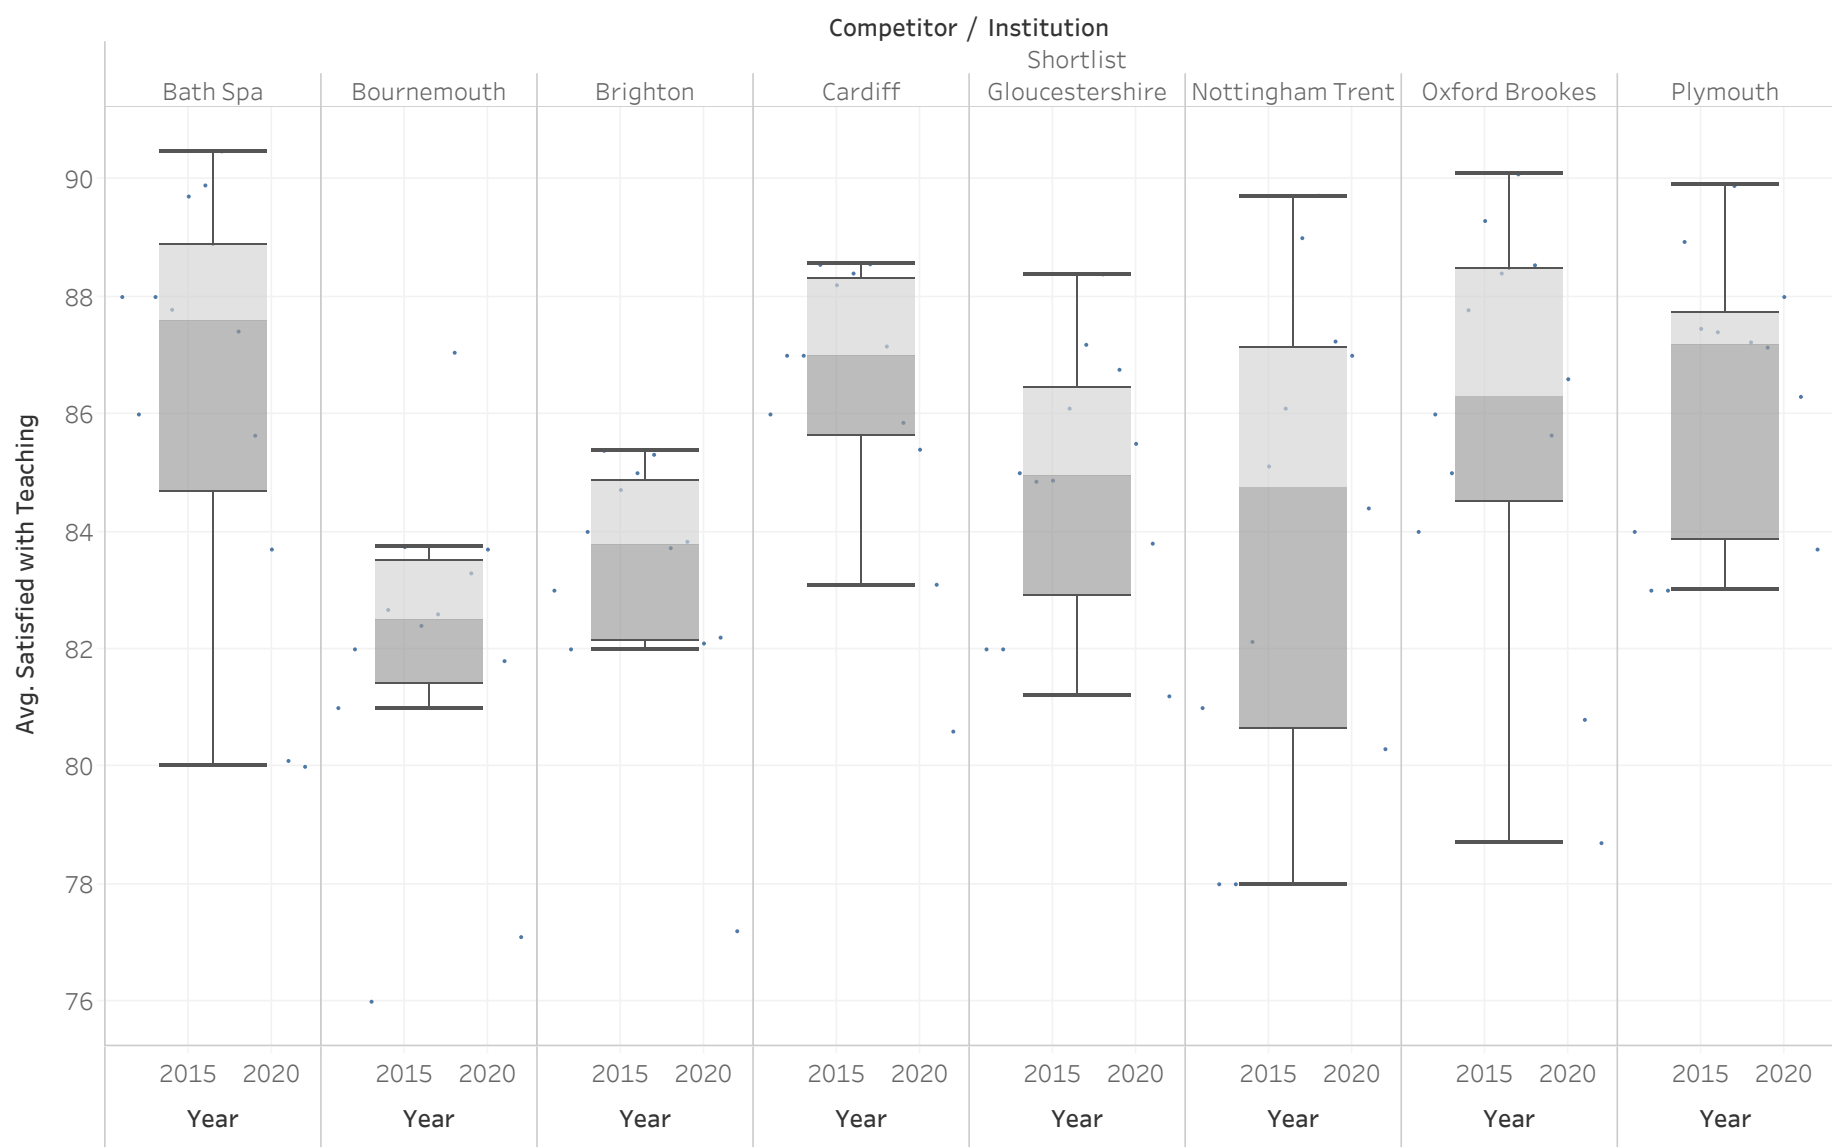 Competitor / Institution
Shortlist
Bath Spa Bournemouth Brighton Cardiff Gloucestershire Nottingham Trent Oxford Brookes Plymouth
Avg. Satisfied with Teaching
90
88
86
84
82
80
78
76
2015 2020 2015 2020 2015 2020 2015 2020 2015 2020 2015 2020 2015 2020 2015 2020
Year Year Year Year Year Year Year Year